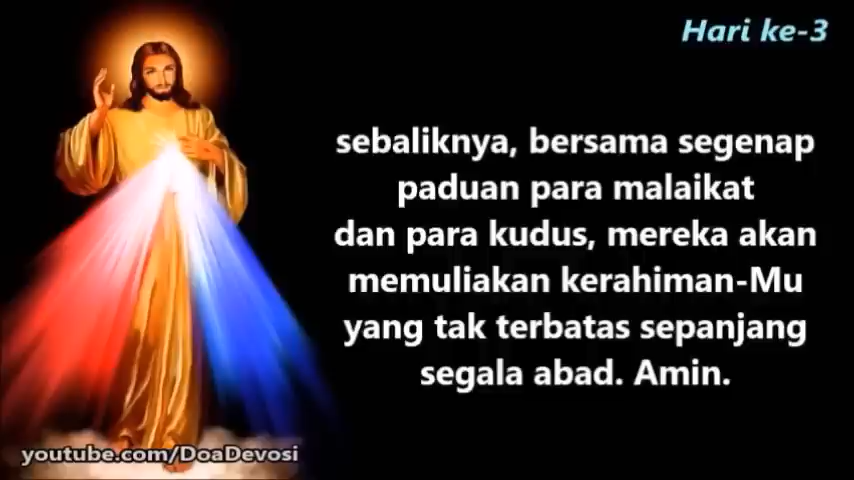 Hari ke-3
sebaliknya, bersama segenap
paduan para malaikat
dan para kudus, mereka akan
memuliakan kerahiman-Mu
yang tak terbatas sepanjang
segala abad. Amin.
youtube.com/DoaDevosi